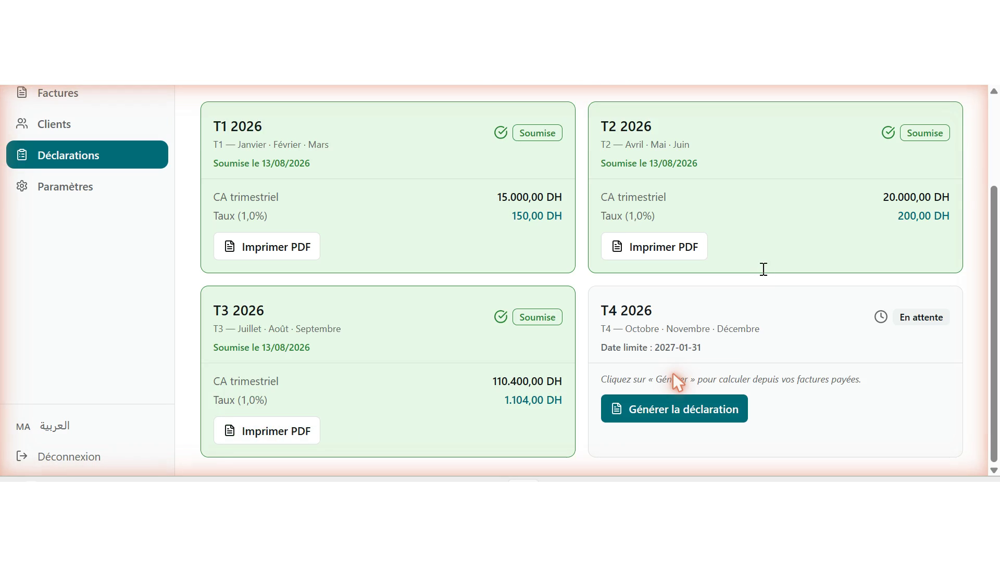 Factures
Clients
Déclarations
Paramètres
MA العربية
Déconnexion
T1 2026
Soumise
T1 — Janvier · Février · Mars
Soumise le 13/08/2026
CA trimestriel 15.000,00 DH
Taux (1,0%) 150,00 DH
Imprimer PDF
T2 2026
Soumise
T2 — Avril · Mai · Juin
Soumise le 13/08/2026
CA trimestriel 20.000,00 DH
Taux (1,0%) 200,00 DH
Imprimer PDF
T3 2026
Soumise
T3 — Juillet · Août · Septembre
Soumise le 13/08/2026
CA trimestriel 110.400,00 DH
Taux (1,0%) 1.104,00 DH
Imprimer PDF
T4 2026
En attente
T4 — Octobre · Novembre · Décembre
Date limite : 2027-01-31
Cliquez sur « Générer » pour calculer depuis vos factures payées.
Générer la déclaration